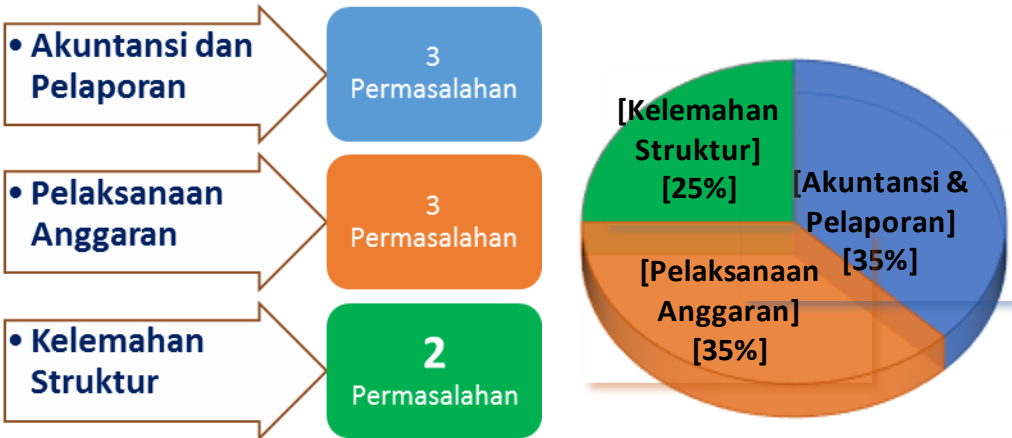 • Akuntansi dan
Pelaporan
3
Permasalahan
• Pelaksanaan
Anggaran
3
Permasalahan
• Kelemahan
Struktur
2
Permasalahan
[Kelemahan
Struktur]
[25%]
[Akuntansi &
Pelaporan]
[35%]
[Pelaksanaan
Anggaran]
[35%]